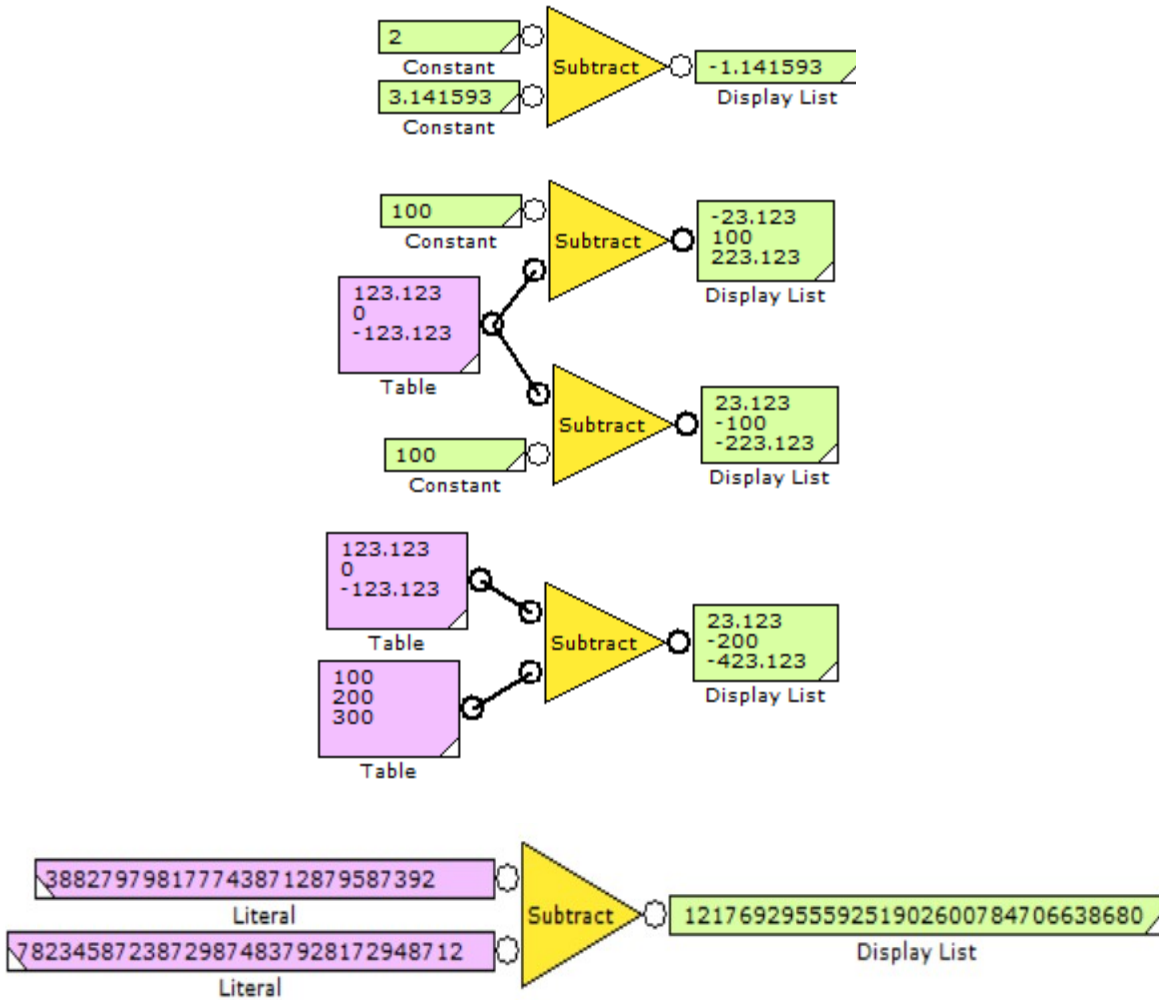 2
Constant
3.141593
Constant
Subtract
-1.141593
Display List
100
Constant
Subtract
-23.123
100
223.123
Display List
123.123
0
-123.123
Table
Subtract
23.123
-100
-223.123
Display List
100
Constant
123.123
0
-123.123
Table
Subtract
23.123
-200
-423.123
Display List
100
200
300
Table
3882797981777438712879587392
Literal
Subtract
121769295559251902600784706638680
Display List
78234587238729874837928172948712
Literal